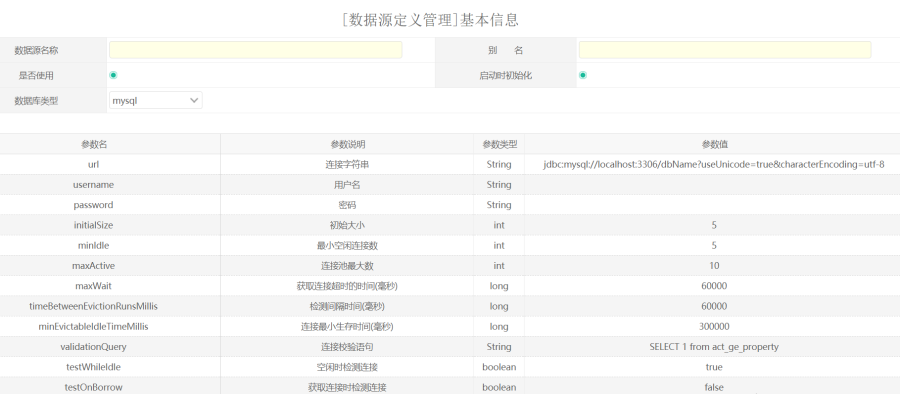 [数据源定义管理]基本信息
数据源名称 别 名
是否使用 启动时初始化
数据库类型 mysql
参数名 参数说明 参数类型 参数值
url 连接字符串 String jdbc:mysql://localhost:3306/dbName?useUnicode=true&characterEncoding=utf-8
username 用户名 String
password 密码 String
initialSize 初始大小 int 5
minIdle 最小空闲连接数 int 5
maxActive 连接池最大数 int 10
maxWait 获取连接超时的时间(毫秒) long 60000
timeBetweenEvictionRunsMillis 检测间隔时间(毫秒) long 60000
minEvictableIdleTimeMillis 连接最小生存时间(毫秒) long 300000
validationQuery 连接校验语句 String SELECT 1 from act_ge_property
testWhileIdle 空闲时检测连接 boolean true
testOnBorrow 获取连接时检测连接 boolean false